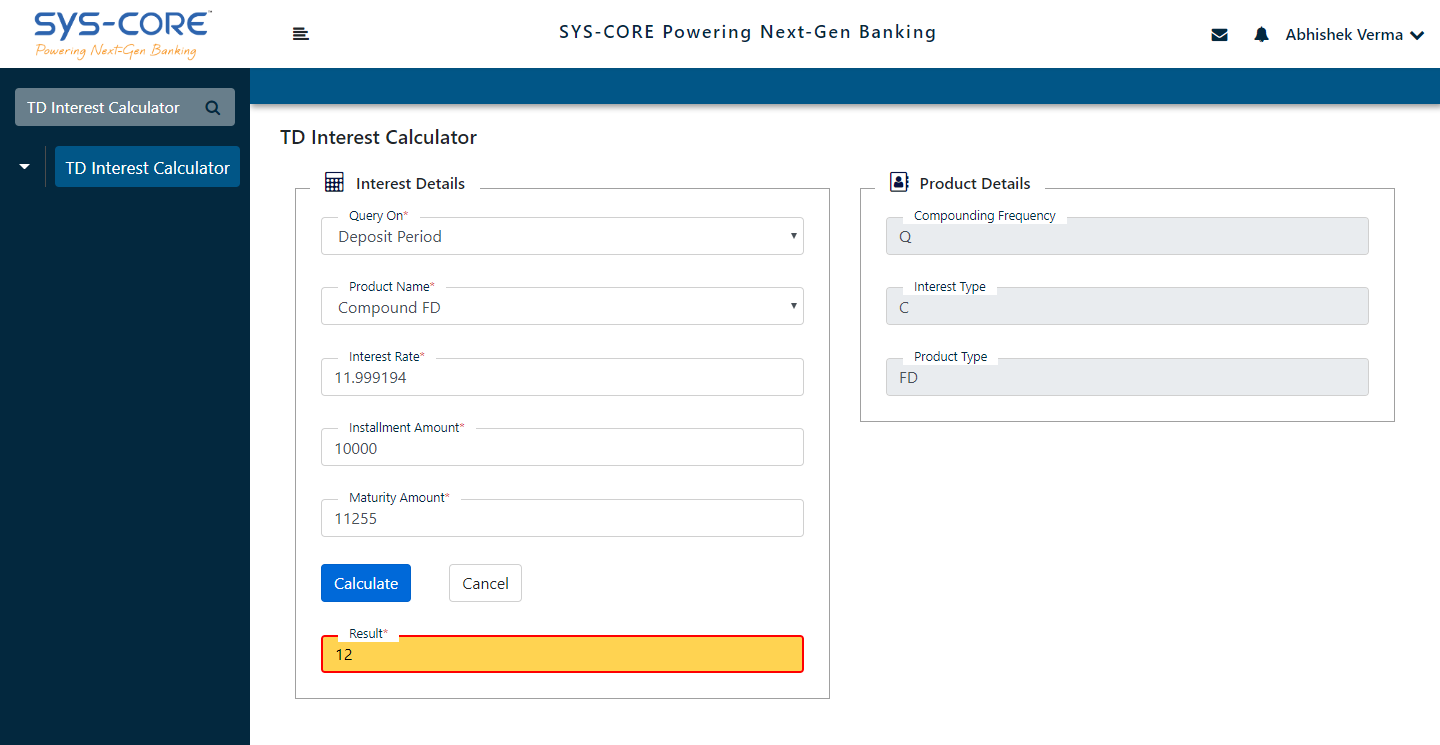 SYS-CORE™
Powering Next-Gen Banking
SYS-CORE Powering Next-Gen Banking
Abhishek Verma
TD Interest Calculator
TD Interest Calculator
TD Interest Calculator
Interest Details
Query On*
Deposit Period
Product Name*
Compound FD
Interest Rate*
11.999194
Installment Amount*
10000
Maturity Amount*
11255
Calculate
Cancel
Result*
12
Product Details
Compounding Frequency
Q
Interest Type
C
Product Type
FD